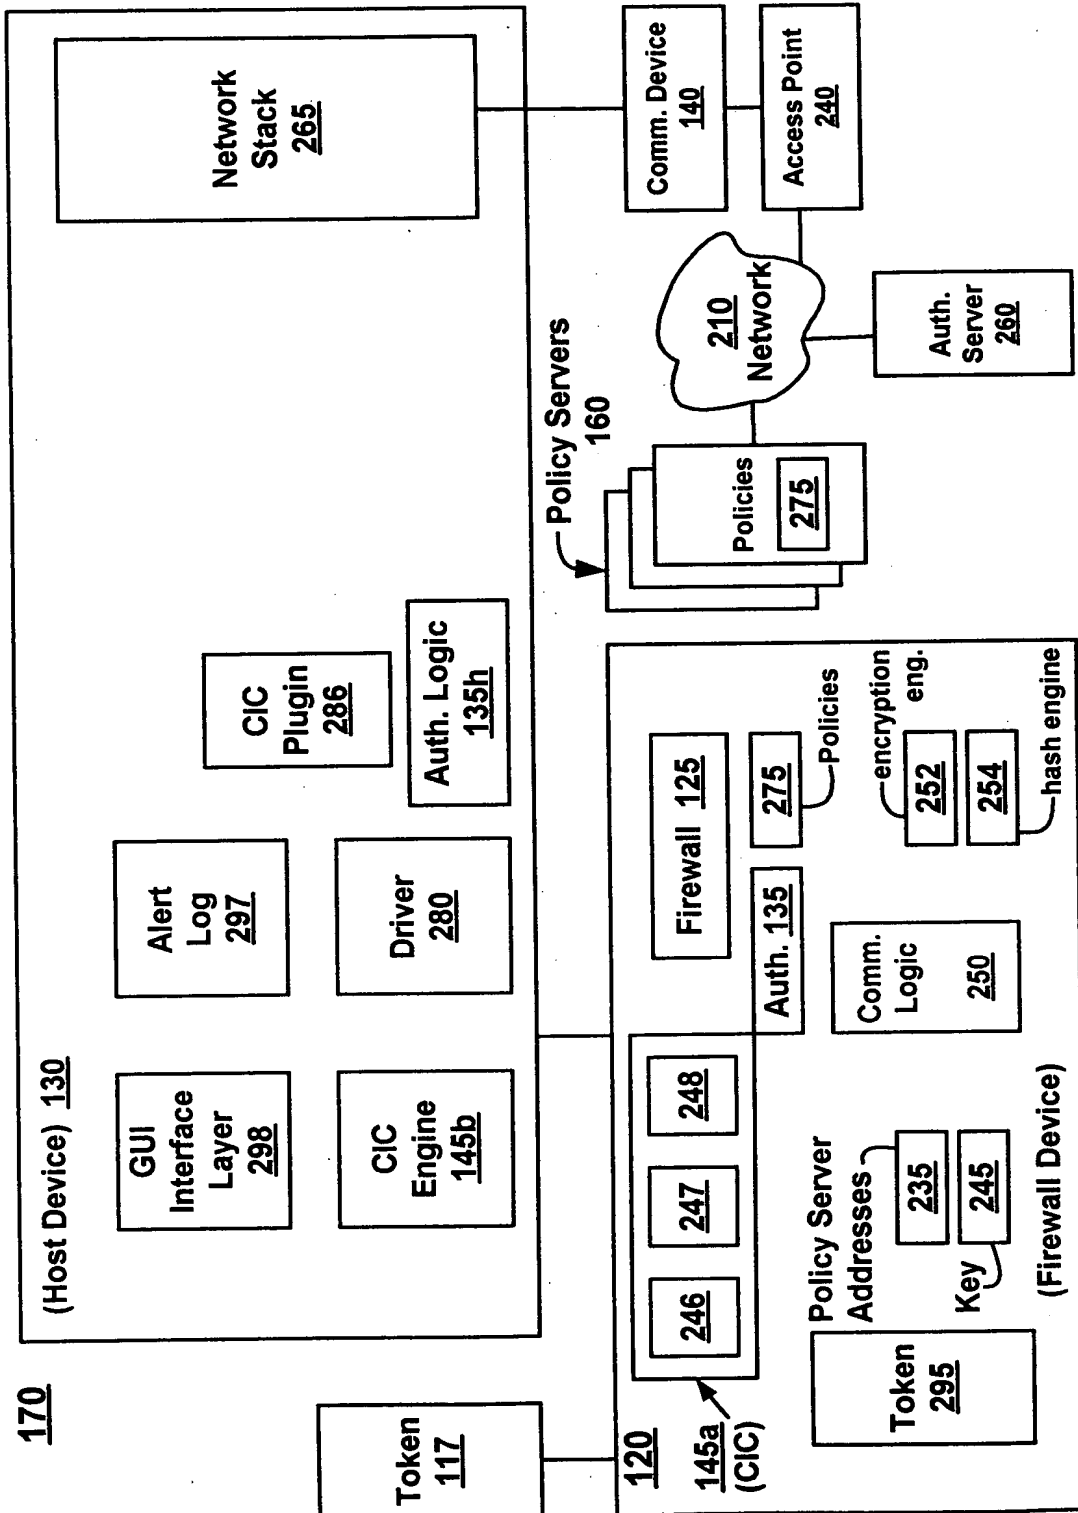 170
(Host Device) 130
GUI
Interface
Layer
298
Alert
Log
297
CIC
Plugin
286
Network
Stack
265
CIC
Engine
145b
Driver
280
Auth. Logic
135h
Token
117
120
145a
(CIC)
246
247
248
Firewall 125
Auth. 135
275
Policies
Policy Server
Addresses
235
245
Key
Comm.
Logic
250
encryption
eng.
252
254
hash engine
Token
295
(Firewall Device)
Policy Servers
160
Policies
275
210
Network
Comm. Device
140
Access Point
240
Auth.
Server
260